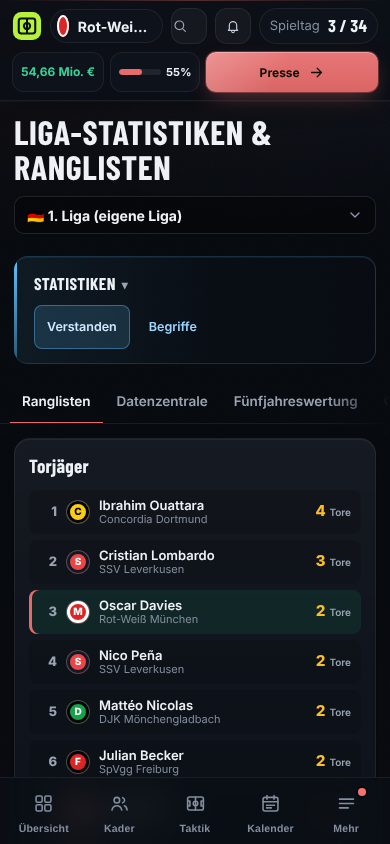 Rot-Wei...
Spieltag 3 / 34
54,66 Mio. €
55%
Presse →
LIGA-STATISTIKEN &
RANGLISTEN
1. Liga (eigene Liga)
STATISTIKEN ▾
Verstanden
Begriffe
Ranglisten
Datenzentrale
Fünfjahreswertung
Torjäger
1 C Ibrahim Ouattara 4 Tore
Concordia Dortmund
2 S Cristian Lombardo 3 Tore
SSV Leverkusen
3 M Oscar Davies 2 Tore
Rot-Weiß München
4 S Nico Peña 2 Tore
SSV Leverkusen
5 D Mattéo Nicolas 2 Tore
DJK Mönchengladbach
6 F Julian Becker 2 Tore
SpVgg Freiburg
Übersicht
Kader
Taktik
Kalender
Mehr